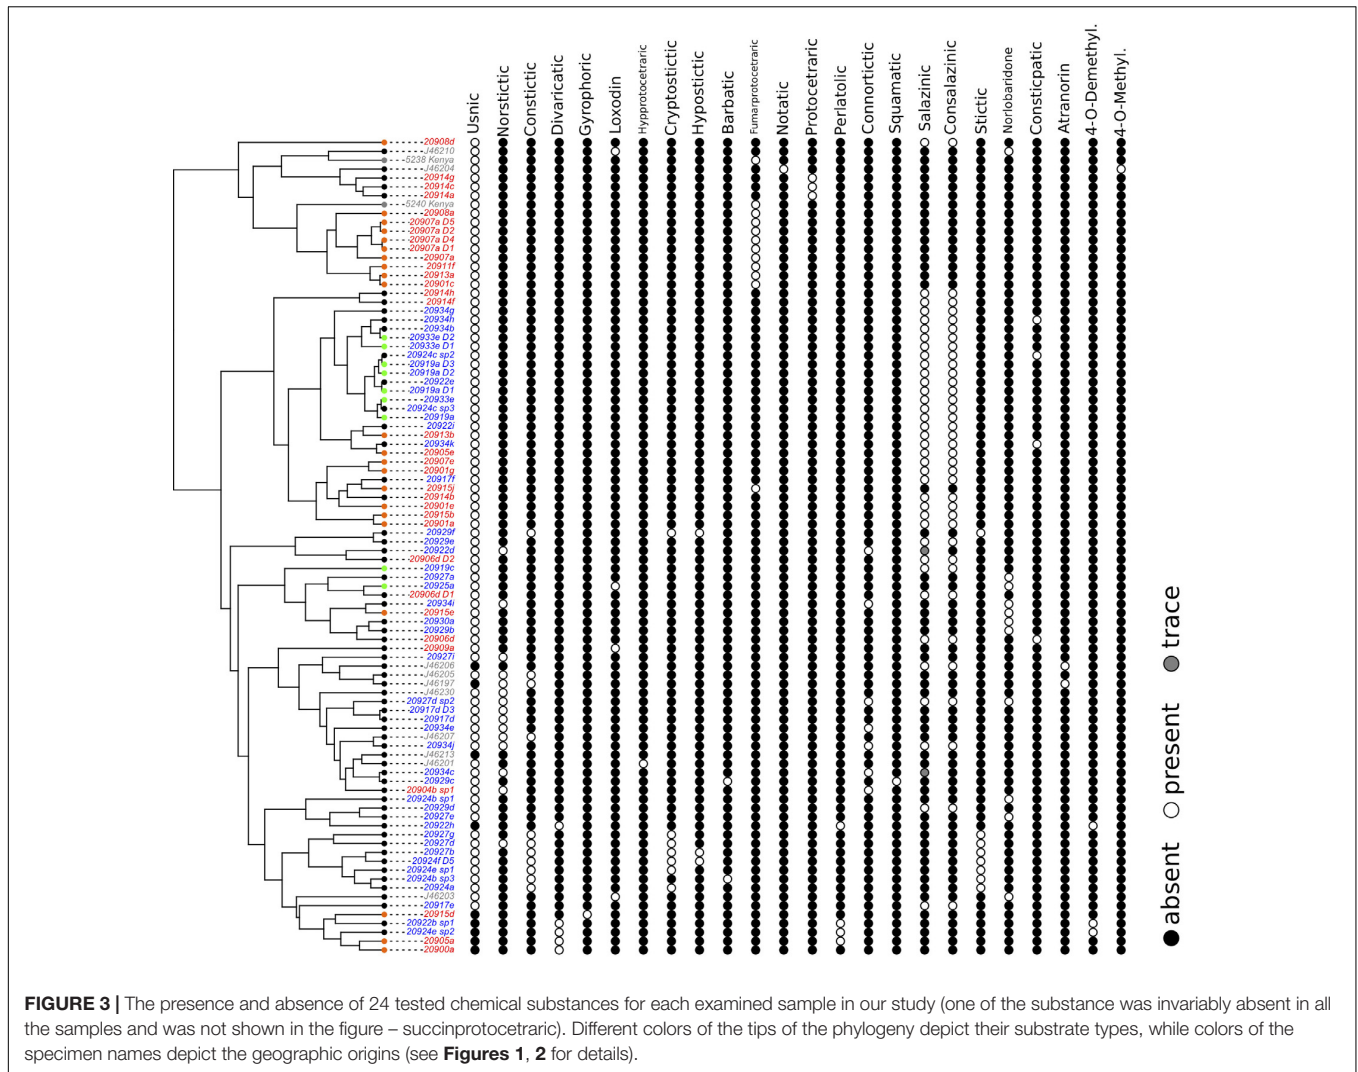 Usnic
Norstictic
Constictic
Divaricatic
Gyrophoric
Loxodin
Hypprotocetraric
Cryptostictic
Hypostictic
Barbatic
Fumarprotocetraric
Notatic
Protocetraric
Perlatolic
Connortictic
Squamatic
Salazinic
Consalazinic
Stictic
Norlobaridone
Consticpatic
Atranorin
4-O-Demethyl.
4-O-Methyl.
20908d
J46210
5238 Kenya
J46204
20914g
20914c
20914a
5240 Kenya
20908a
20907a D5
20907a D2
20907a D4
20907a D1
20907a
20911f
20913a
20901c
20914h
20914f
20934g
20934h
20934b
20933e D2
20933e D1
20924c sp2
20919a D3
20919a D2
20922e
20919a D1
20933e
20924c sp3
20919a
20922i
20913b
20934k
20905e
20907e
20901g
20917f
20915j
20914b
20901e
20915b
20901a
20929f
20929e
20922d
20906d D2
20919c
20927a
20925a
20906d D1
20934i
20915e
20930a
20929b
20906d
20909a
20927i
J46206
J46205
J46197
J46230
20927d sp2
20917d D3
20917d
20934e
J46207
20934j
J46213
J46201
20934c
20929c
20904b sp1
20924b sp1
20929d
20927e
20922h
20927g
20927d
20927b
20924f D5
20924e sp1
20924b sp3
20924a
J46203
20917e
20915d
20922b sp1
20924e sp2
20905a
20900a
absent
present
trace
FIGURE 3 | The presence and absence of 24 tested chemical substances for each examined sample in our study (one of the substance was invariably absent in all
the samples and was not shown in the figure – succinprotocetraric). Different colors of the tips of the phylogeny depict their substrate types, while colors of the
specimen names depict the geographic origins (see Figures 1, 2 for details).